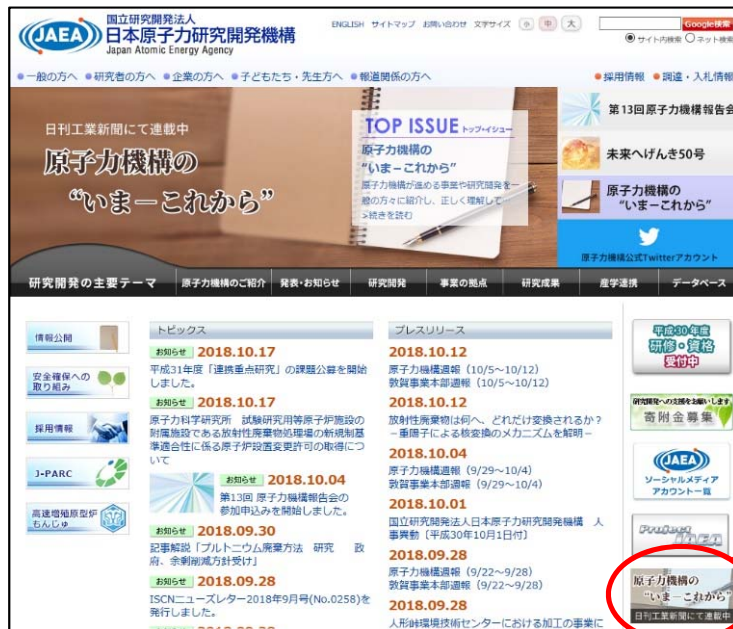 JAEA
国立研究開発法人
日本原子力研究開発機構
Japan Atomic Energy Agency
ENGLISH サイトマップ お問い合わせ 文字サイズ 小 中 大
Google検索
サイト内検索 ネット検索
一般の方へ 研究者の方へ 企業の方へ 子どもたち・先生方へ 報道関係の方へ
採用情報 調達・入札情報
日刊工業新聞にて連載中
原子力機構の
“いまーこれから”
TOP ISSUE トップ・イシュー
原子力機構の
“いまーこれから”
原子力機構が進める事業や研究開発を一
般の方々に紹介し、正しく理解して…
>続きを読む
第13回原子力機構報告会
未来へげんき50号
原子力機構の
“いまーこれから”
原子力機構公式Twitterアカウント
研究開発の主要テーマ 原子力機構のご紹介 発表・お知らせ 研究開発 事業の拠点 研究成果 産学連携 データベース
情報公開
安全確保への
取り組み
採用情報
J-PARC
高速増殖原型炉
もんじゅ
トピックス
お知らせ 2018.10.17
平成31年度「連携重点研究」の課題公募を開始
しました。
お知らせ 2018.10.17
原子力科学研究所 試験研究用等原子炉施設の
附属施設である放射性廃棄物処理場の新規制基
準適合性に係る原子炉設置変更許可の取得につ
いて
お知らせ 2018.10.04
第13回 原子力機構報告会の
参加申込みを開始しました。
お知らせ 2018.09.30
記事解説「プルトニウム廃棄方法 研究 政
府、余剰削減方針受け」
お知らせ 2018.09.28
ISCNニューズレター2018年9月号(No.0258)を
発行しました。
プレスリリース
2018.10.12
原子力機構週報（10/5～10/12）
敦賀事業本部週報（10/5～10/12）
2018.10.12
放射性廃棄物は何へ、どれだけ変換されるか？
－重陽子による核変換のメカニズムを解明－
2018.10.04
原子力機構週報（9/29～10/4）
敦賀事業本部週報（9/29～10/4）
2018.10.01
国立研究開発法人日本原子力研究開発機構 人
事異動〔平成30年10月1日付〕
2018.09.28
原子力機構週報（9/22～9/28）
敦賀事業本部週報（9/22～9/28）
2018.09.28
人形峠環境技術センターにおける加工の事業に
平成30年度
研修・資格
受付中
研究開発への支援をお願いします
寄附金募集
JAEA
ソーシャルメディア
アカウント一覧
Project
JAEA
原子力機構の
“いまーこれから”
日刊工業新聞にて連載中